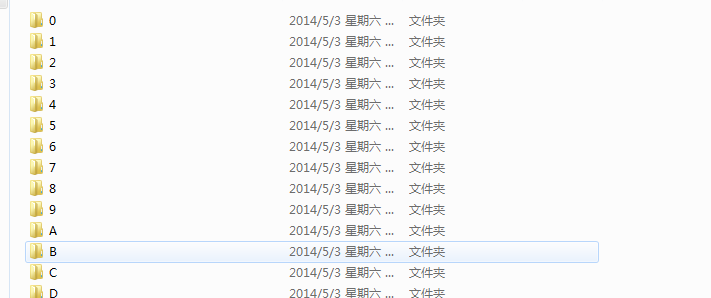 0 2014/5/3 星期六 ... 文件夹
1 2014/5/3 星期六 ... 文件夹
2 2014/5/3 星期六 ... 文件夹
3 2014/5/3 星期六 ... 文件夹
4 2014/5/3 星期六 ... 文件夹
5 2014/5/3 星期六 ... 文件夹
6 2014/5/3 星期六 ... 文件夹
7 2014/5/3 星期六 ... 文件夹
8 2014/5/3 星期六 ... 文件夹
9 2014/5/3 星期六 ... 文件夹
A 2014/5/3 星期六 ... 文件夹
B 2014/5/3 星期六 ... 文件夹
C 2014/5/3 星期六 ... 文件夹
D 2014/5/3 星期六 ... 文件夹